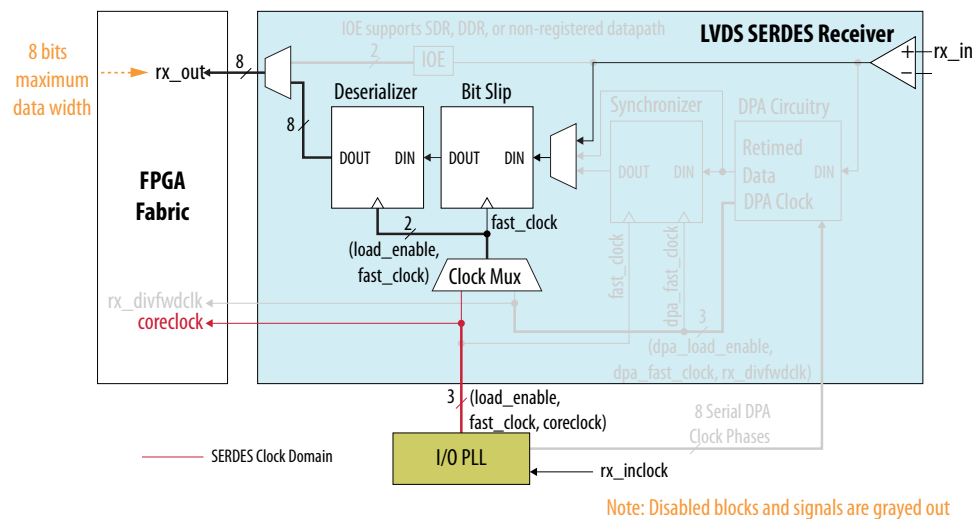 IOE supports SDR, DDR, or non-registered datapath
LVDS SERDES Receiver
8 bits
maximum
data width
rx_out
8
2
IOE
+
−
rx_in
Deserializer
Bit Slip
Synchronizer
DPA Circuitry
8
DOUT
DIN
DOUT
DIN
DOUT
DIN
Retimed
Data
DIN
DPA Clock
FPGA
Fabric
2
fast_clock
(load_enable,
fast_clock)
Clock Mux
fast_clock
dpa_fast_clock
rx_divfwdclk
coreclock
3
(dpa_load_enable,
dpa_fast_clock, rx_divfwdclk)
3
(load_enable,
fast_clock, coreclock)
8 Serial DPA
Clock Phases
SERDES Clock Domain
I/O PLL
rx_inclock
Note: Disabled blocks and signals are grayed out